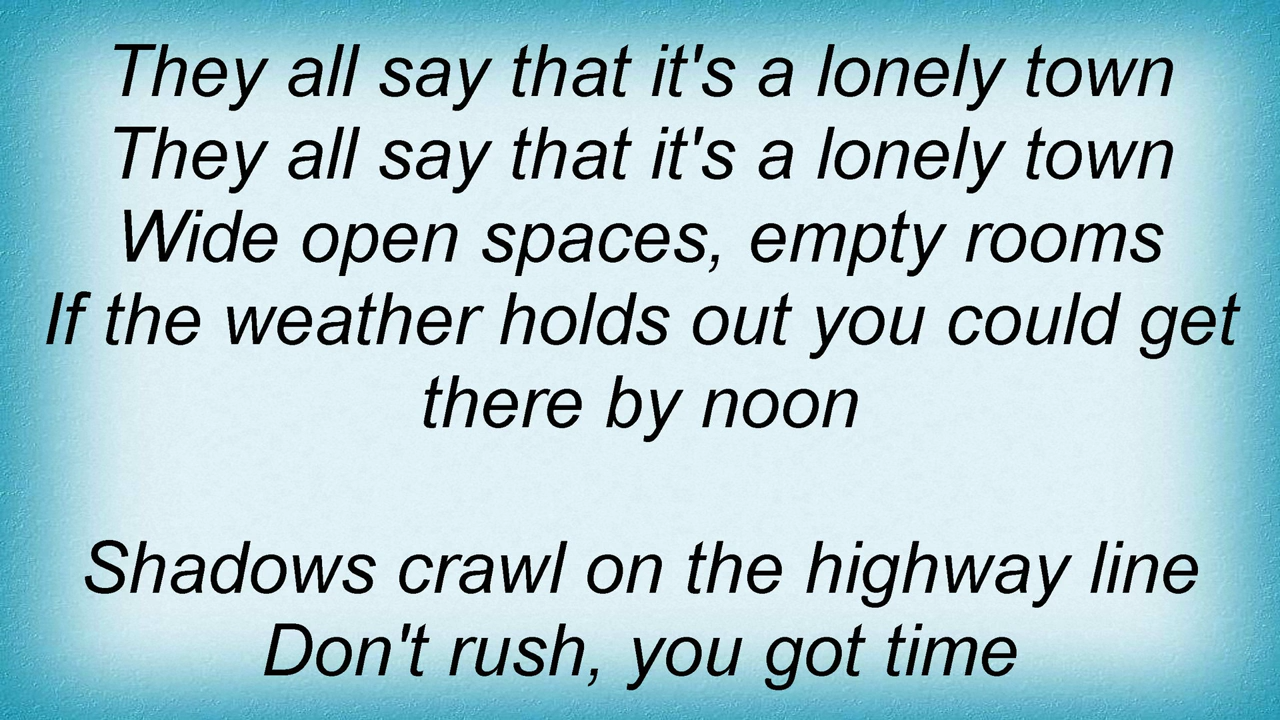 They all say that it's a lonely town
They all say that it's a lonely town
Wide open spaces, empty rooms
If the weather holds out you could get
there by noon
Shadows crawl on the highway line
Don't rush, you got time